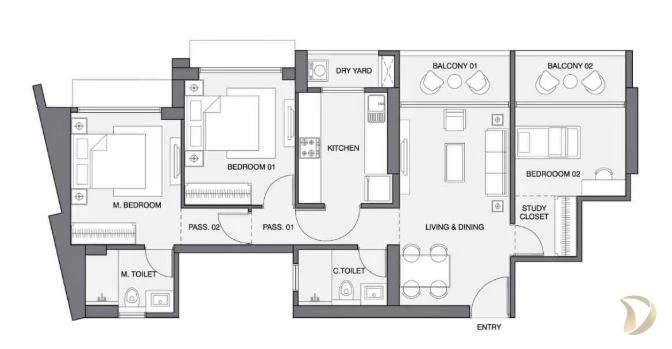 DRY YARD
BALCONY 01
BALCONY 02
KITCHEN
BEDROOM 01
BEDROOOM 02
M. BEDROOM
STUDY
CLOSET
PASS. 02
PASS. 01
LIVING & DINING
M. TOILET
C.TOILET
ENTRY